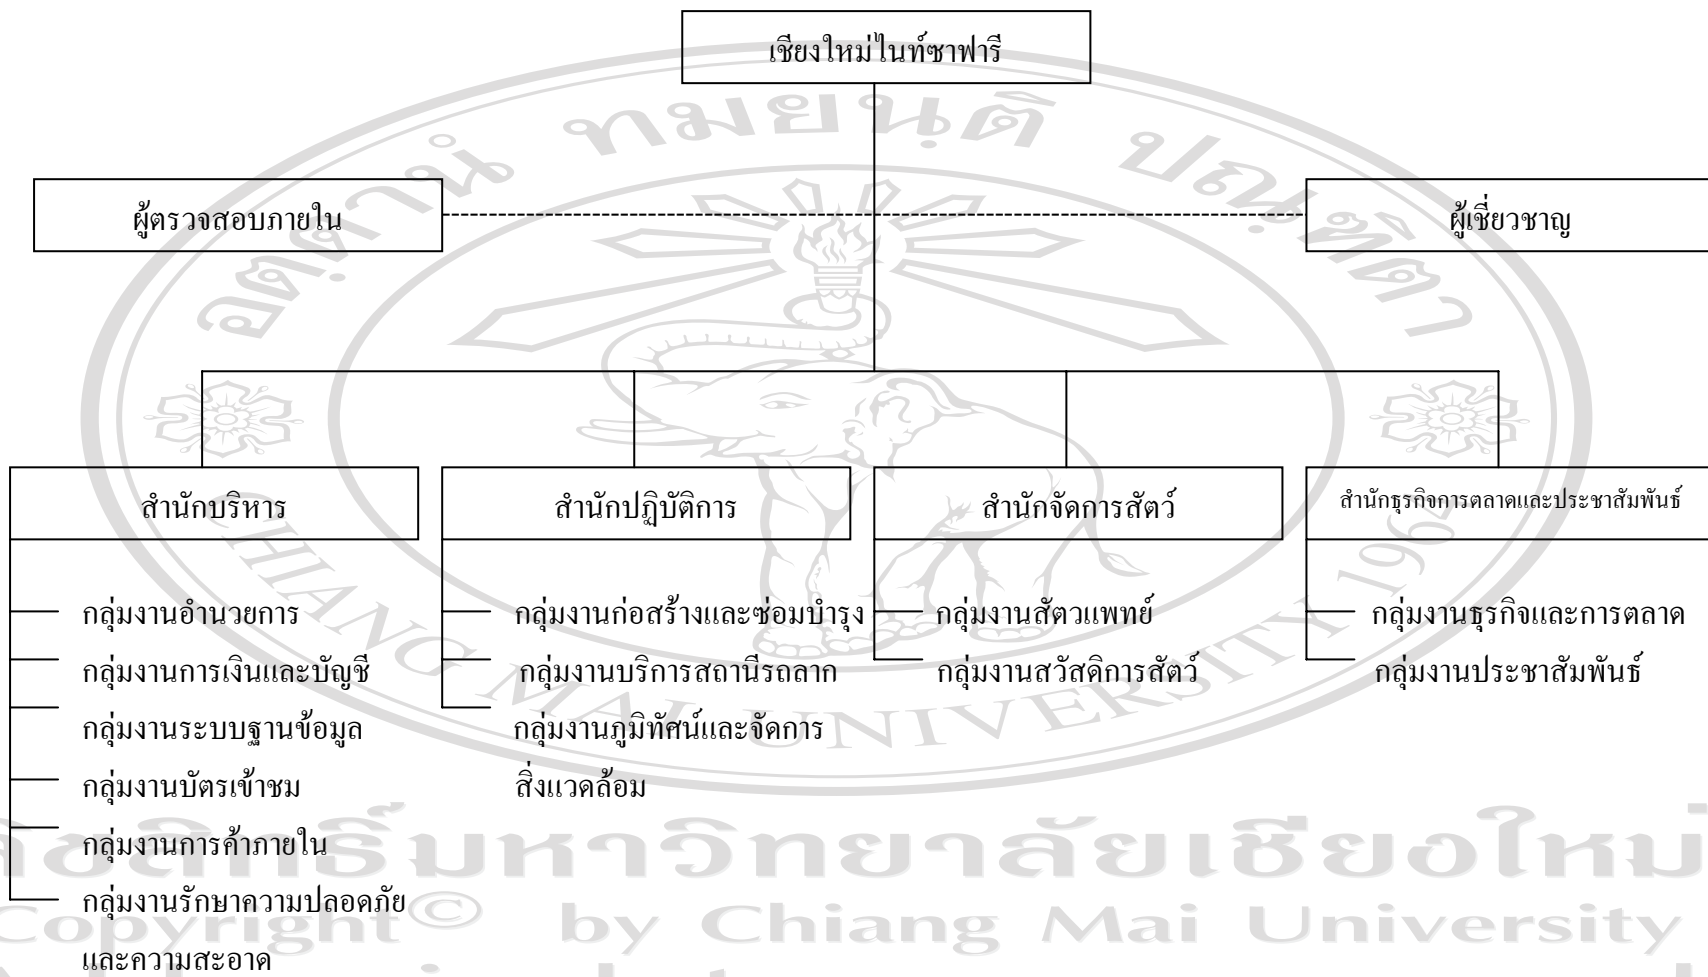 เชียงใหม่ไนท์ซาฟารี
ผู้ตรวจสอบภายใน
ผู้เชี่ยวชาญ
สำนักบริหาร
สำนักปฏิบัติการ
สำนักจัดการสัตว์
สำนักธุรกิจการตลาดและประชาสัมพันธ์
กลุ่มงานอำนวยการ
กลุ่มงานการเงินและบัญชี
กลุ่มงานระบบฐานข้อมูล
กลุ่มงานบัตรเข้าชม
กลุ่มงานการค้าภายใน
กลุ่มงานรักษาความปลอดภัย
และความสะอาด
กลุ่มงานก่อสร้างและซ่อมบำรุง
กลุ่มงานบริการสถานีรถลาก
กลุ่มงานภูมิทัศน์และจัดการ
สิ่งแวดล้อม
กลุ่มงานสัตวแพทย์
กลุ่มงานสวัสดิการสัตว์
กลุ่มงานธุรกิจและการตลาด
กลุ่มงานประชาสัมพันธ์
อตฺตานํ ทมยนฺติ ปณฺฑิตา
CHIANG MAI UNIVERSITY 1964
ลิขสิทธิ์มหาวิทยาลัยเชียงใหม่
Copyright© by Chiang Mai University